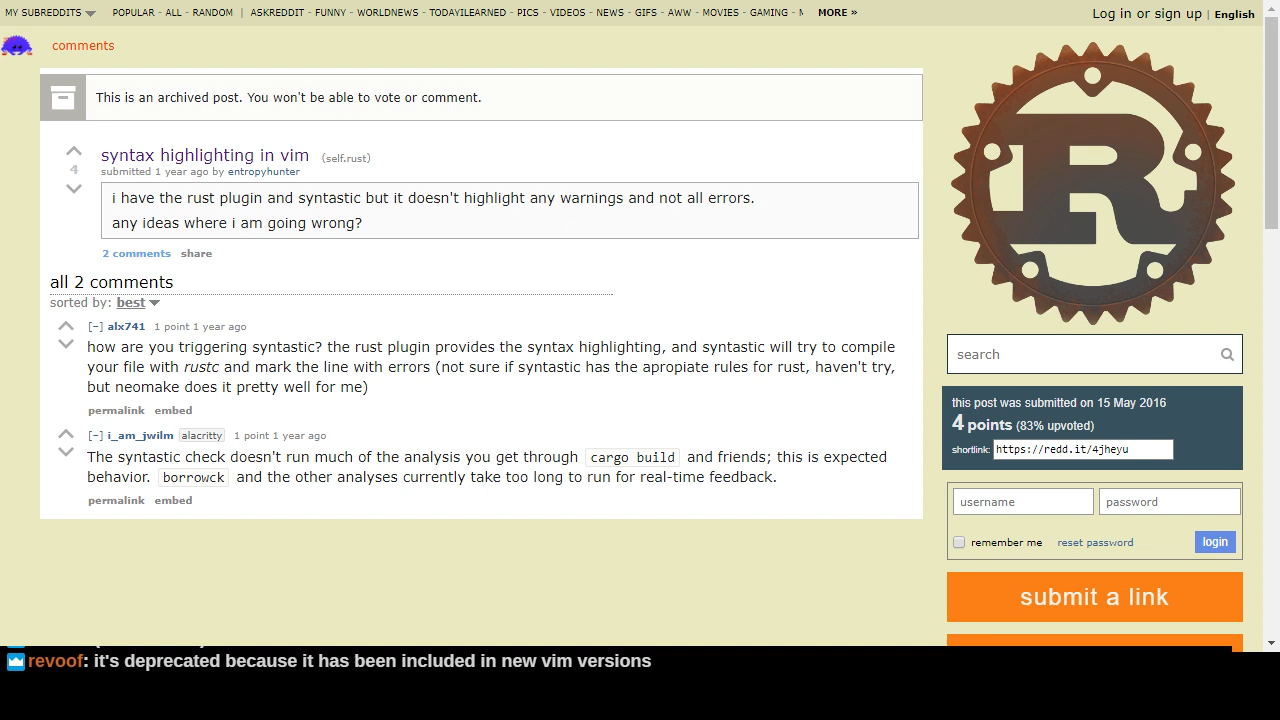 MY SUBREDDITS POPULAR - ALL - RANDOM | ASKREDDIT - FUNNY - WORLDNEWS - TODAYILEARNED - PICS - VIDEOS - NEWS - GIFS - AWW - MOVIES - GAMING - MORE » Log in or sign up | English
comments
This is an archived post. You won't be able to vote or comment.
4
syntax highlighting in vim (self.rust)
submitted 1 year ago by entropyhunter
i have the rust plugin and syntastic but it doesn't highlight any warnings and not all errors.
any ideas where i am going wrong?
2 comments share
all 2 comments
sorted by: best
[–] alx741 1 point 1 year ago
how are you triggering syntastic? the rust plugin provides the syntax highlighting, and syntastic will try to compile
your file with rustc and mark the line with errors (not sure if syntastic has the apropiate rules for rust, haven't try,
but neomake does it pretty well for me)
permalink embed
[–] i_am_jwilm alacritty 1 point 1 year ago
The syntastic check doesn't run much of the analysis you get through cargo build and friends; this is expected
behavior. borrowck and the other analyses currently take too long to run for real-time feedback.
permalink embed
R
search
this post was submitted on 15 May 2016
4 points (83% upvoted)
shortlink: https://redd.it/4jheyu
username password
remember me reset password login
submit a link
revoof: it's deprecated because it has been included in new vim versions